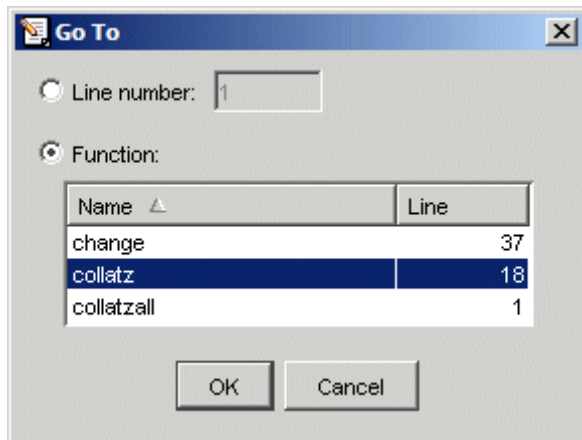 Go To
Line number: 1
Function:
Name Line
change 37
collatz 18
collatzall 1
OK Cancel